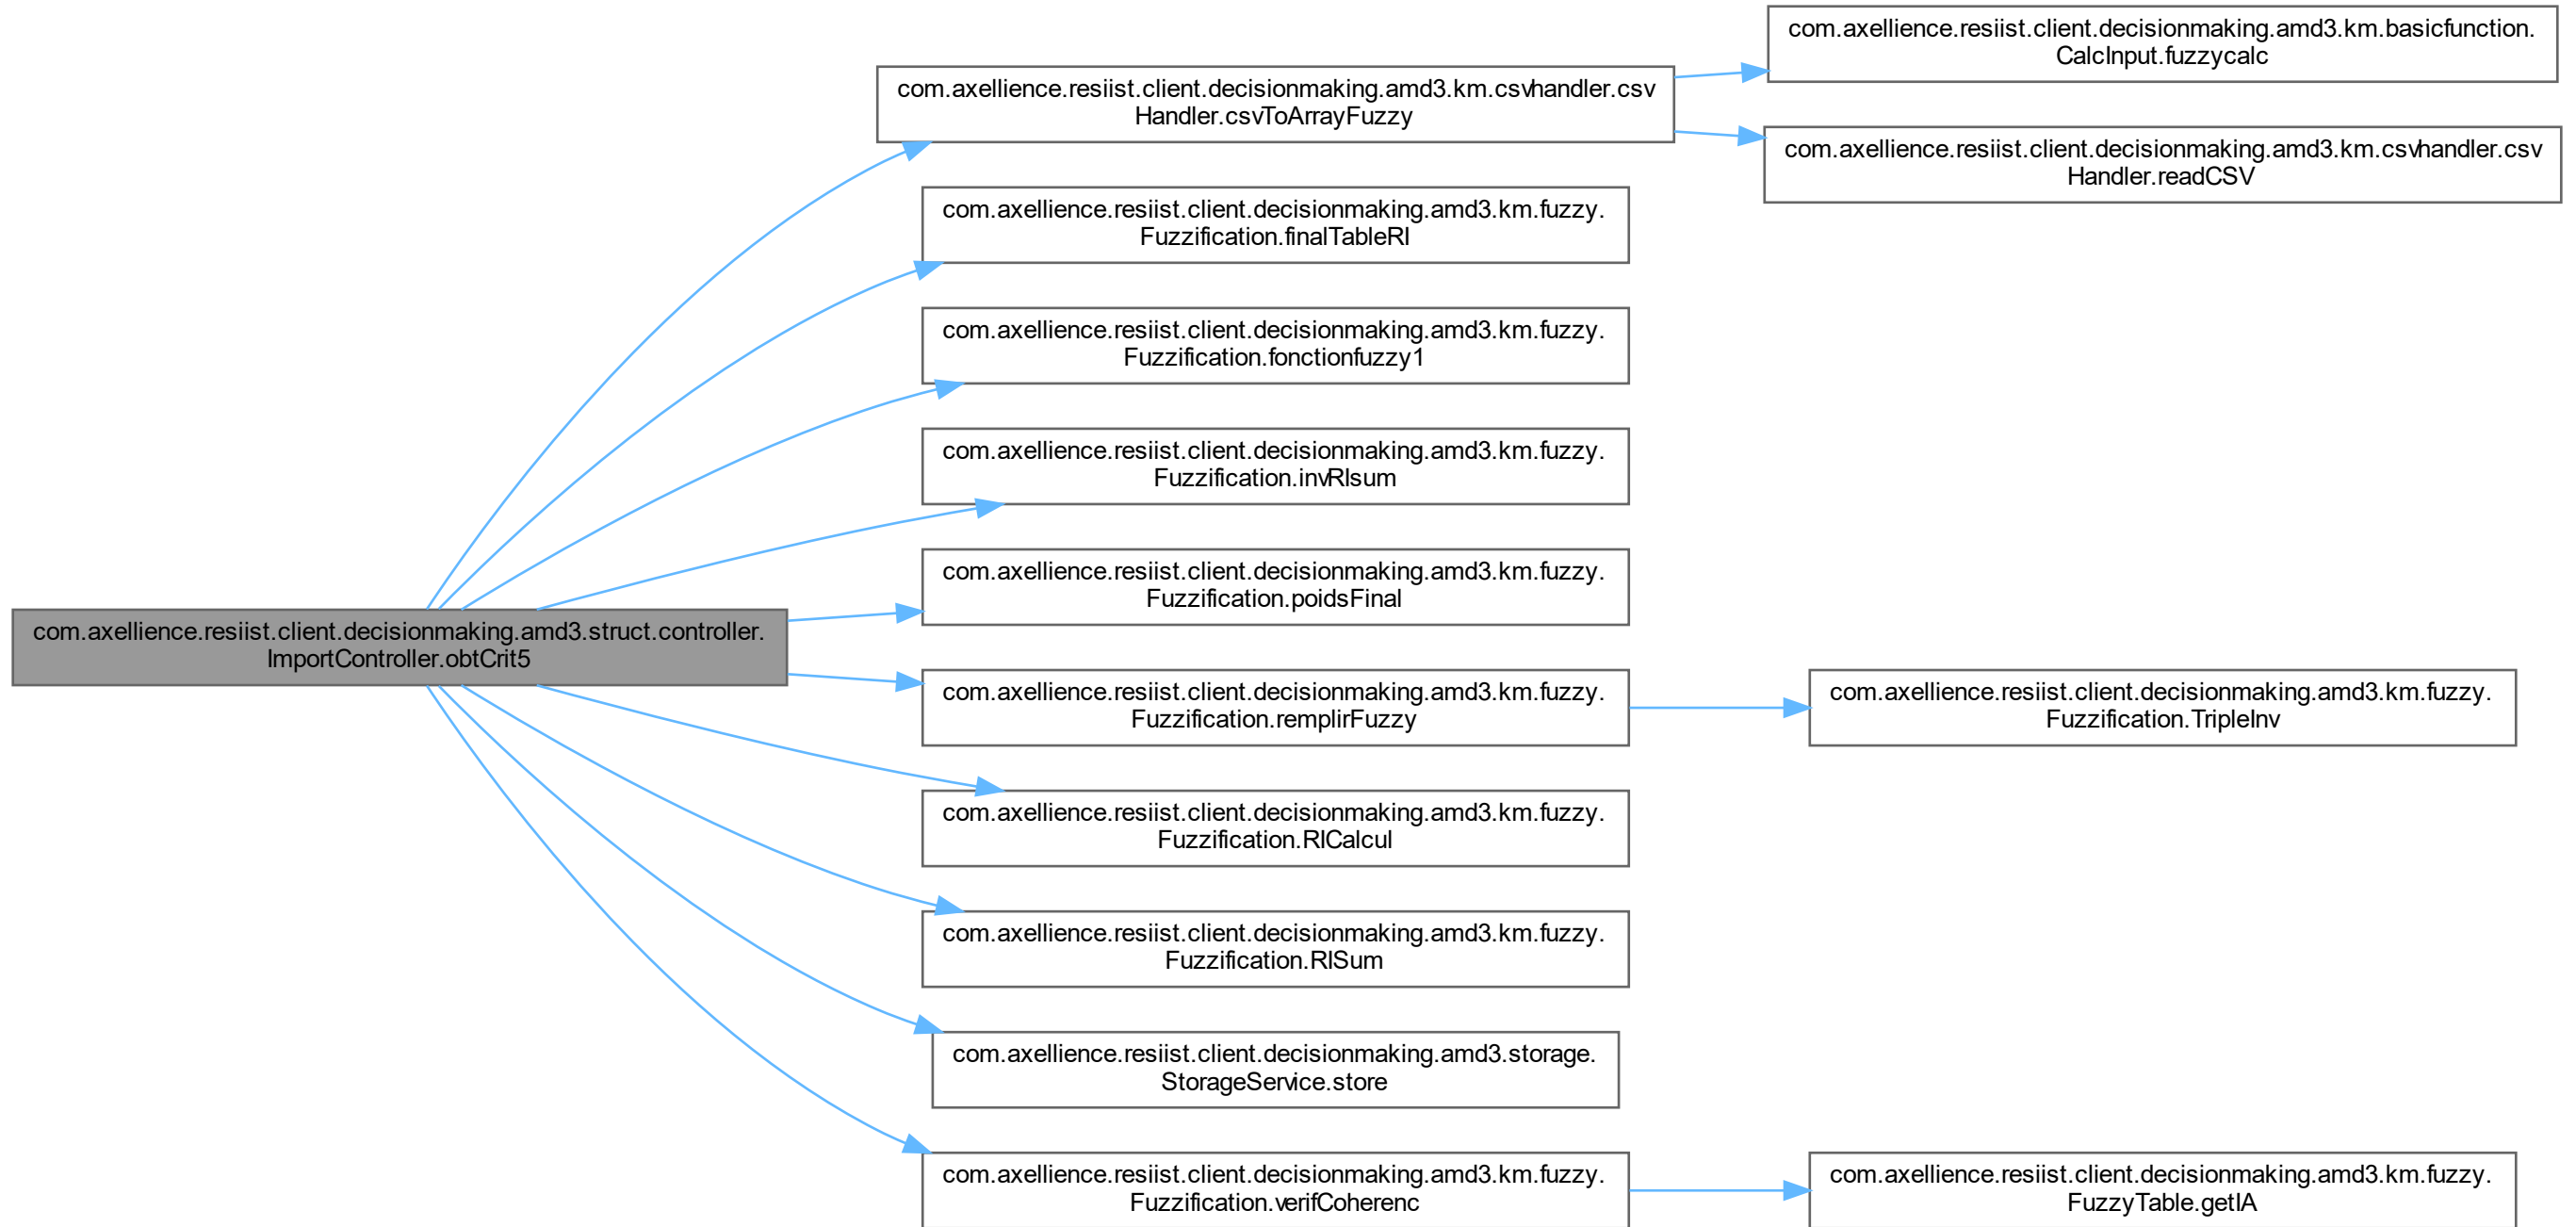 com.axellience.resiist.client.decisionmaking.amd3.struct.controller.
ImportController.obtCrit5
com.axellience.resiist.client.decisionmaking.amd3.km.csvhandler.csv
Handler.csvToArrayFuzzy
com.axellience.resiist.client.decisionmaking.amd3.km.basicfunction.
CalcInput.fuzzycalc
com.axellience.resiist.client.decisionmaking.amd3.km.csvhandler.csv
Handler.readCSV
com.axellience.resiist.client.decisionmaking.amd3.km.fuzzy.
Fuzzification.finalTableRI
com.axellience.resiist.client.decisionmaking.amd3.km.fuzzy.
Fuzzification.fonctionfuzzy1
com.axellience.resiist.client.decisionmaking.amd3.km.fuzzy.
Fuzzification.invRIsum
com.axellience.resiist.client.decisionmaking.amd3.km.fuzzy.
Fuzzification.poidsFinal
com.axellience.resiist.client.decisionmaking.amd3.km.fuzzy.
Fuzzification.remplirFuzzy
com.axellience.resiist.client.decisionmaking.amd3.km.fuzzy.
Fuzzification.TripleInv
com.axellience.resiist.client.decisionmaking.amd3.km.fuzzy.
Fuzzification.RICalcul
com.axellience.resiist.client.decisionmaking.amd3.km.fuzzy.
Fuzzification.RISum
com.axellience.resiist.client.decisionmaking.amd3.storage.
StorageService.store
com.axellience.resiist.client.decisionmaking.amd3.km.fuzzy.
Fuzzification.verifCoherenc
com.axellience.resiist.client.decisionmaking.amd3.km.fuzzy.
FuzzyTable.getIA